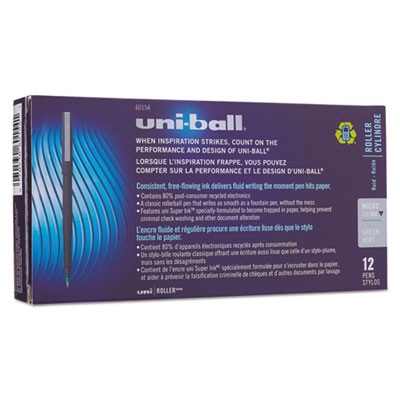 60154
uni-ball
WHEN INSPIRATION STRIKES, COUNT ON THE
PERFORMANCE AND DESIGN OF UNI-BALL®
LORSQUE L'INSPIRATION FRAPPE, VOUS POUVEZ
COMPTER SUR LA PERFORMANCE ET LE DESIGN D'UNI-BALL®
Consistent, free-flowing ink delivers fluid writing the moment pen hits paper.
• Contains 80% post-consumer recycled electronics.
• A classic rollerball pen that writes as smooth as a fountain pen, without the mess
• Features uni Super Ink™ specially-formulated to become trapped in paper, helping prevent
criminal check washing and other document alteration
L'encre fluide et régulière procure une écriture lisse dès que le stylo
touche le papier.
• Contient 80% d'appareils électroniques recyclés après consommation
• Un stylo-bille roulante classique offrant une écriture aussi lisse que celle d'un stylo-plume,
mais sans les désagréments
• Contient de l'encre uni Super Ink™ spécialement formulée pour s'incruster dans le papier,
et aider à prévenir la falsification criminelle de chèques et d'autres documents par lavage
uni ROLLER
ROLLER
CYLINDRE
fluid • fluide
MICRO
GREEN
VERT
12
PENS
STYLOS